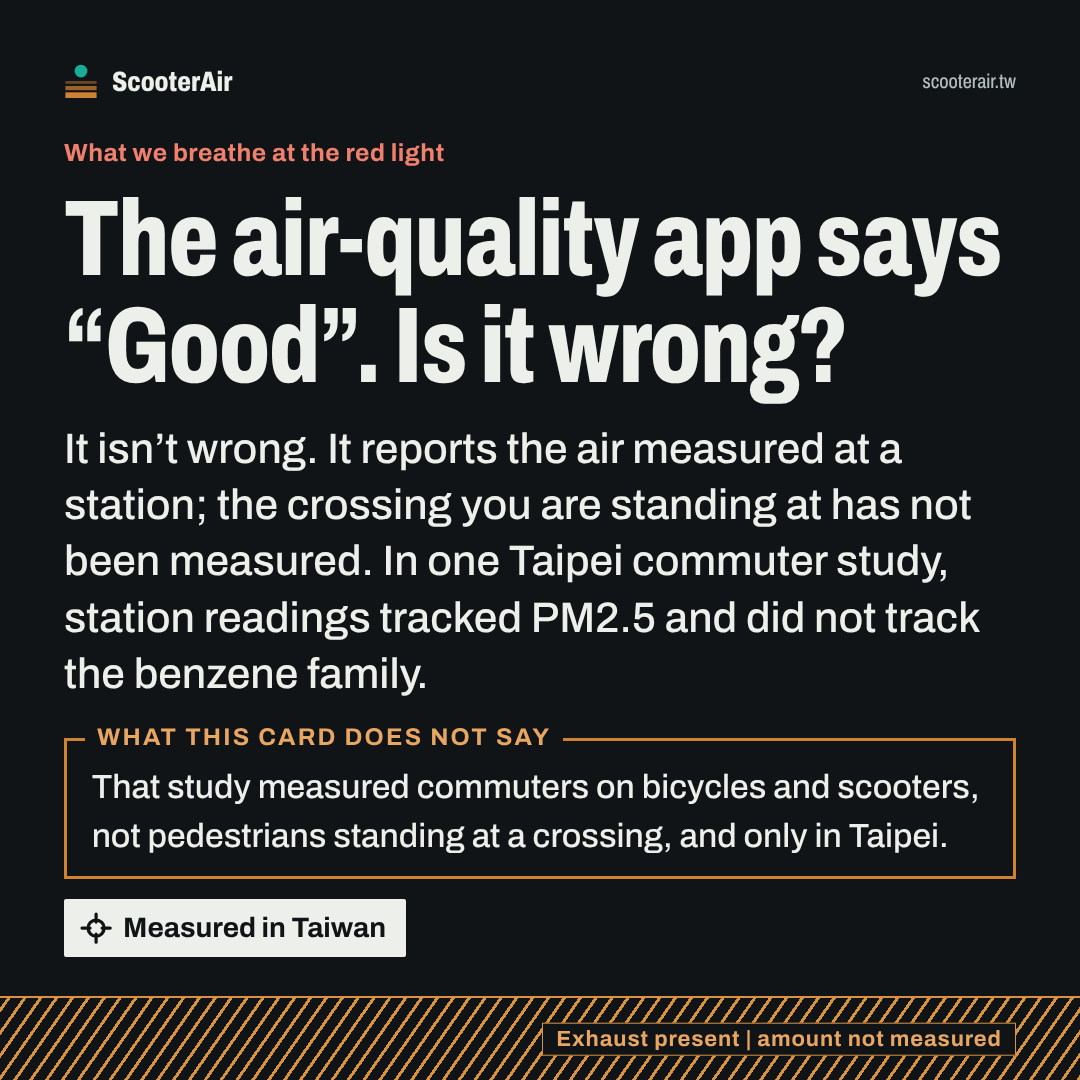 ScooterAir
scooterair.tw
What we breathe at the red light
The air-quality app says
“Good”. Is it wrong?
It isn’t wrong. It reports the air measured at a
station; the crossing you are standing at has not
been measured. In one Taipei commuter study,
station readings tracked PM2.5 and did not track
the benzene family.
WHAT THIS CARD DOES NOT SAY
That study measured commuters on bicycles and scooters,
not pedestrians standing at a crossing, and only in Taipei.
Measured in Taiwan
Exhaust present | amount not measured